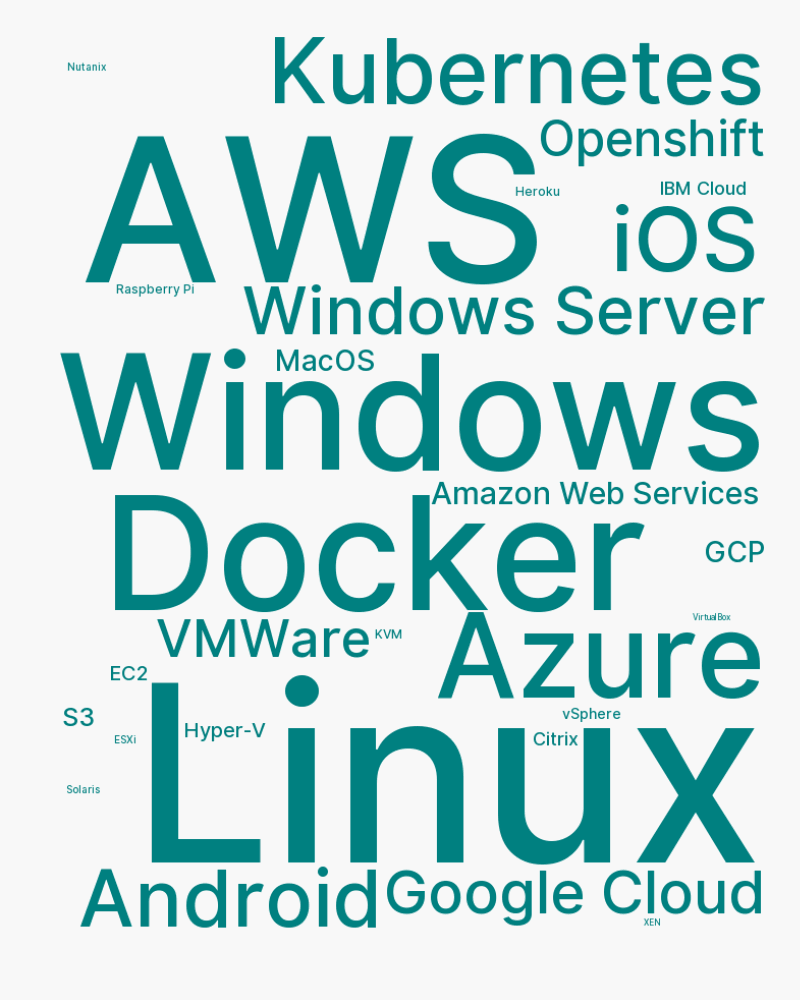 Kubernetes
Nutanix
Openshift
AWS
Heroku
IBM Cloud
iOS
Raspberry Pi
Windows Server
MacOS
Windows
Amazon Web Services
Docker
GCP
VirtualBox
VMWare
KVM
Azure
EC2
S3
vSphere
Hyper-V
ESXi
Citrix
Linux
Solaris
Android
Google Cloud
XEN